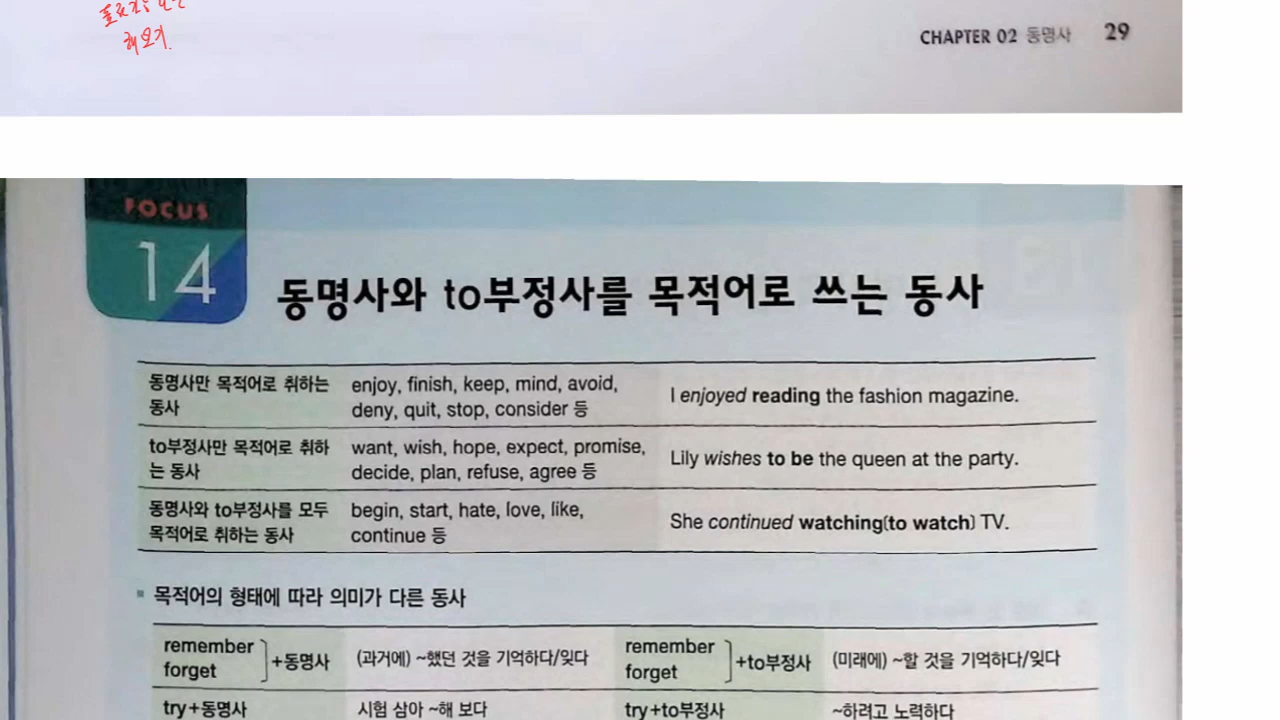 해보기.
CHAPTER 02 동명사 29
FOCUS
14
동명사와 to부정사를 목적어로 쓰는 동사
동명사만 목적어로 취하는
동사
enjoy, finish, keep, mind, avoid,
deny, quit, stop, consider 등
I enjoyed reading the fashion magazine.
to부정사만 목적어로 취하
는 동사
want, wish, hope, expect, promise,
decide, plan, refuse, agree 등
Lily wishes to be the queen at the party.
동명사와 to부정사를 모두
목적어로 취하는 동사
begin, start, hate, love, like,
continue 등
She continued watching(to watch) TV.
목적어의 형태에 따라 의미가 다른 동사
remember
forget
+동명사
(과거에) ~했던 것을 기억하다/잊다
remember
forget
+to부정사
(미래에) ~할 것을 기억하다/잊다
try+동명사
시험 삼아 ~해 보다
try+to부정사
~하려고 노력하다